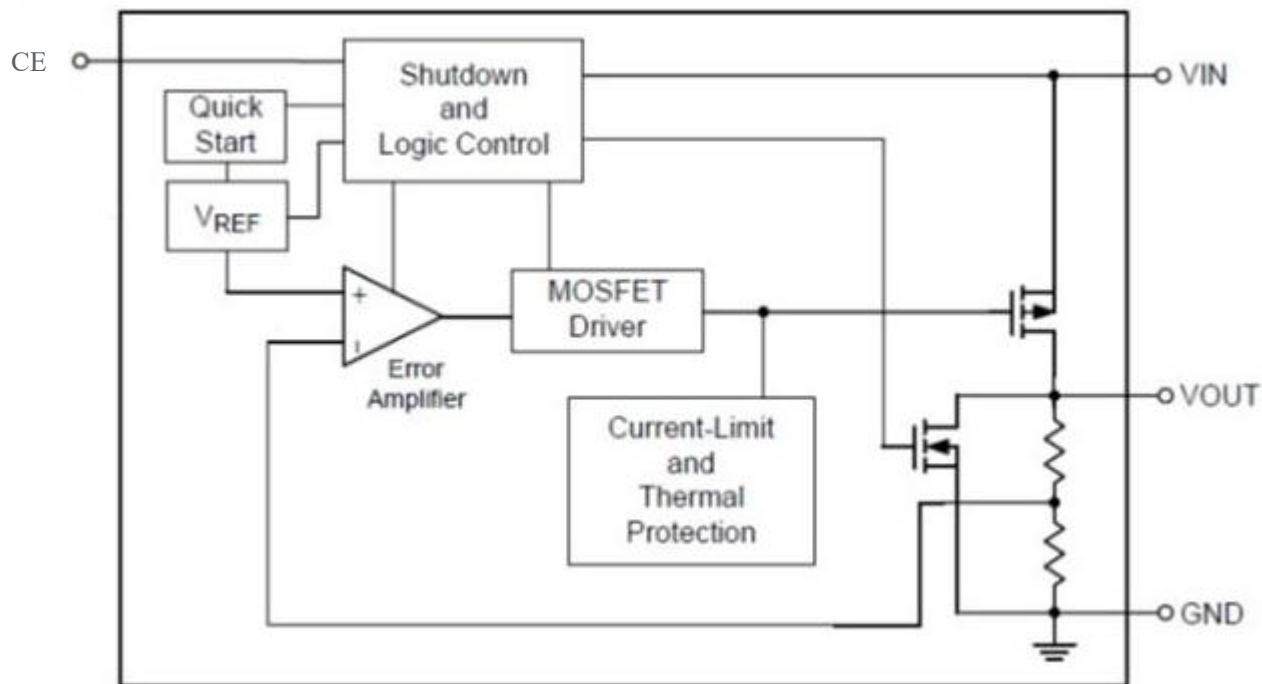 CE
Shutdown
and
Logic Control
VIN
Quick
Start
VREF
+
MOSFET
Driver
Error
Amplifier
VOUT
Current-Limit
and
Thermal
Protection
GND